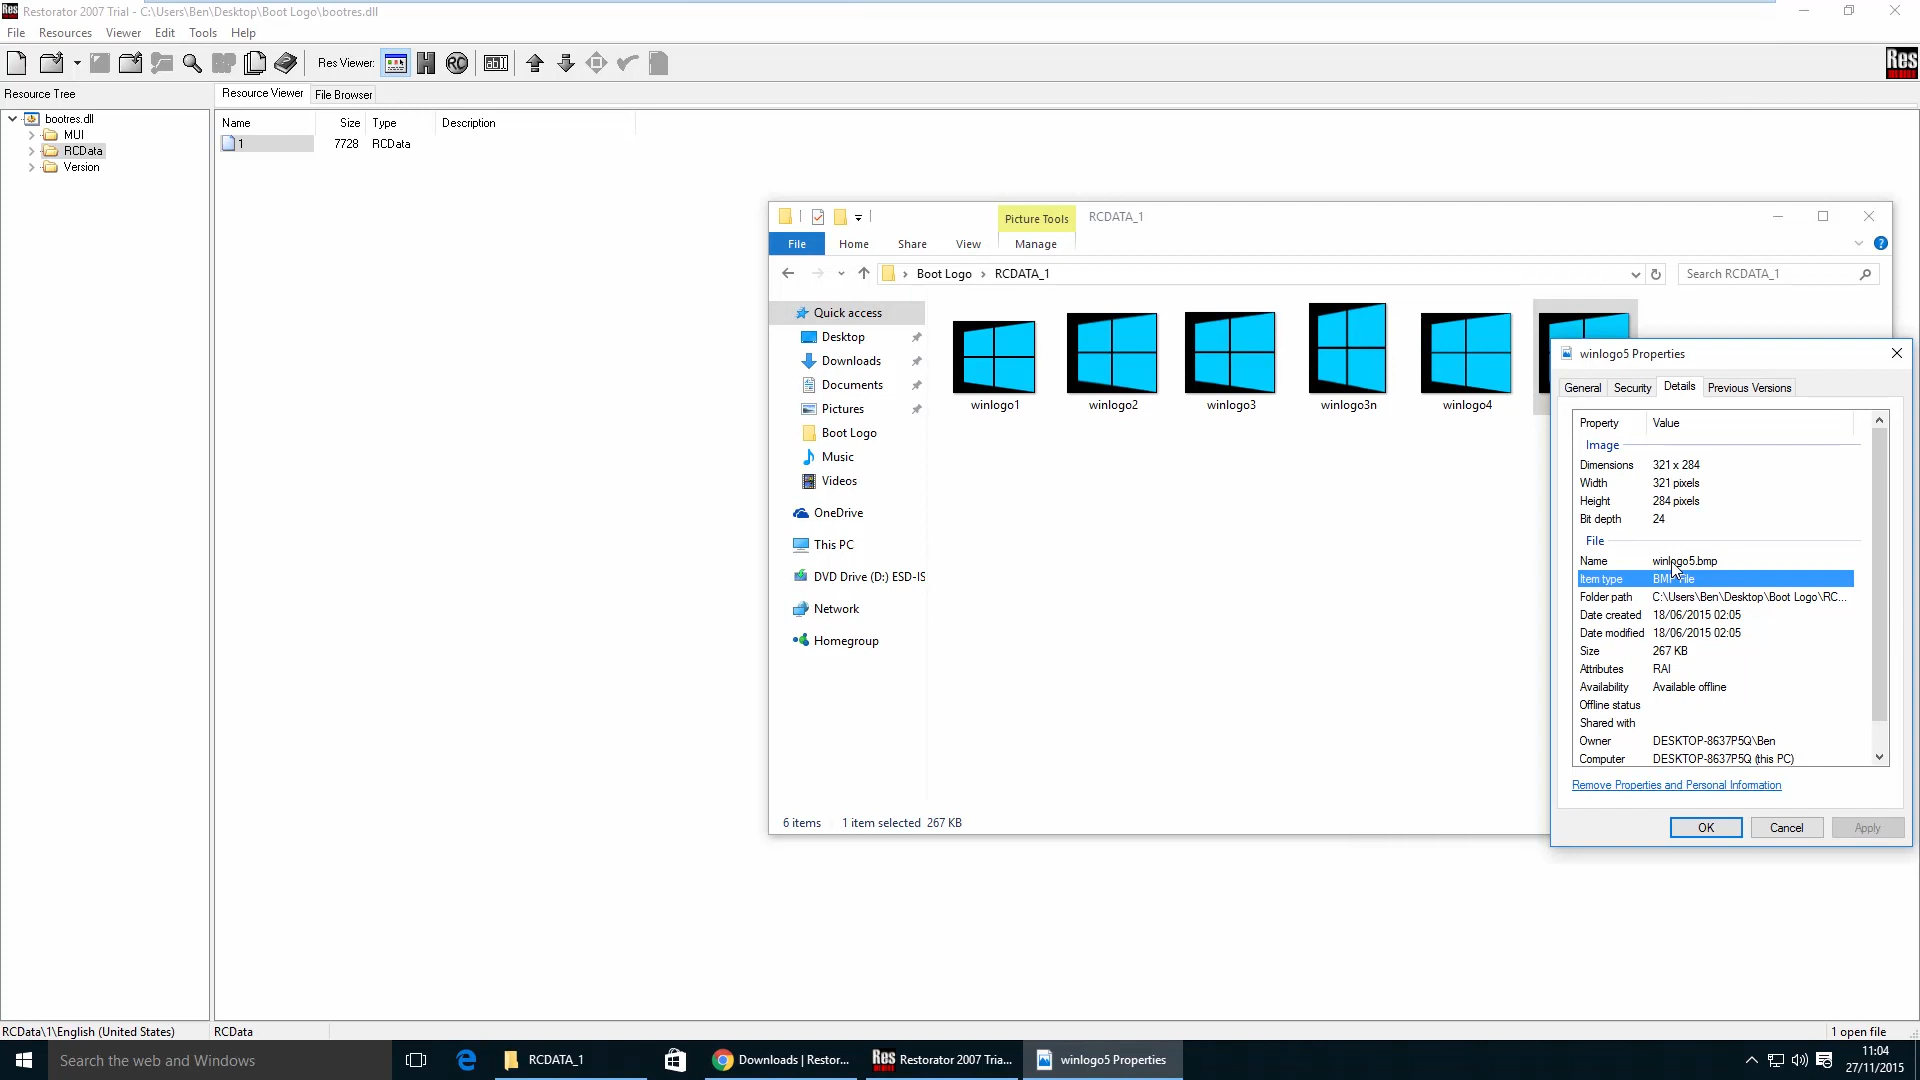 Res Restorator 2007 Trial - C:\Users\Ben\Desktop\Boot Logo\bootres.dll
File Resources Viewer Edit Tools Help
Res Viewer: RC Res
Resource Tree
Resource Viewer File Browser
bootres.dll
MUI
RCData
Version
Name Size Type Description
1 7728 RCData
Picture Tools RCDATA_1
File Home Share View Manage
Boot Logo › RCDATA_1 Search RCDATA_1
Quick access
Desktop
Downloads
Documents
Pictures
Boot Logo
Music
Videos
OneDrive
This PC
DVD Drive (D:) ESD-IS
Network
Homegroup
winlogo1 winlogo2 winlogo3 winlogo3n winlogo4
6 items 1 item selected 267 KB
winlogo5 Properties
General Security Details Previous Versions
Property Value
Image
Dimensions 321 x 284
Width 321 pixels
Height 284 pixels
Bit depth 24
File
Name winlogo5.bmp
Item type BMP File
Folder path C:\Users\Ben\Desktop\Boot Logo\RC...
Date created 18/06/2015 02:05
Date modified 18/06/2015 02:05
Size 267 KB
Attributes RAI
Availability Available offline
Offline status
Shared with
Owner DESKTOP-8637P5Q\Ben
Computer DESKTOP-8637P5Q (this PC)
Remove Properties and Personal Information
OK Cancel Apply
RCData\1\English (United States) RCData 1 open file
Search the web and Windows RCDATA_1 Downloads | Restor... Res Restorator 2007 Tria... winlogo5 Properties
11:04
27/11/2015